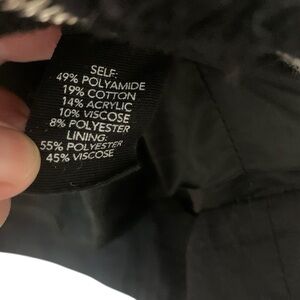 SELF:
49% POLYAMIDE
19% COTTON
14% ACRYLIC
10% VISCOSE
8% POLYESTER
LINING:
55% POLYESTER
45% VISCOSE